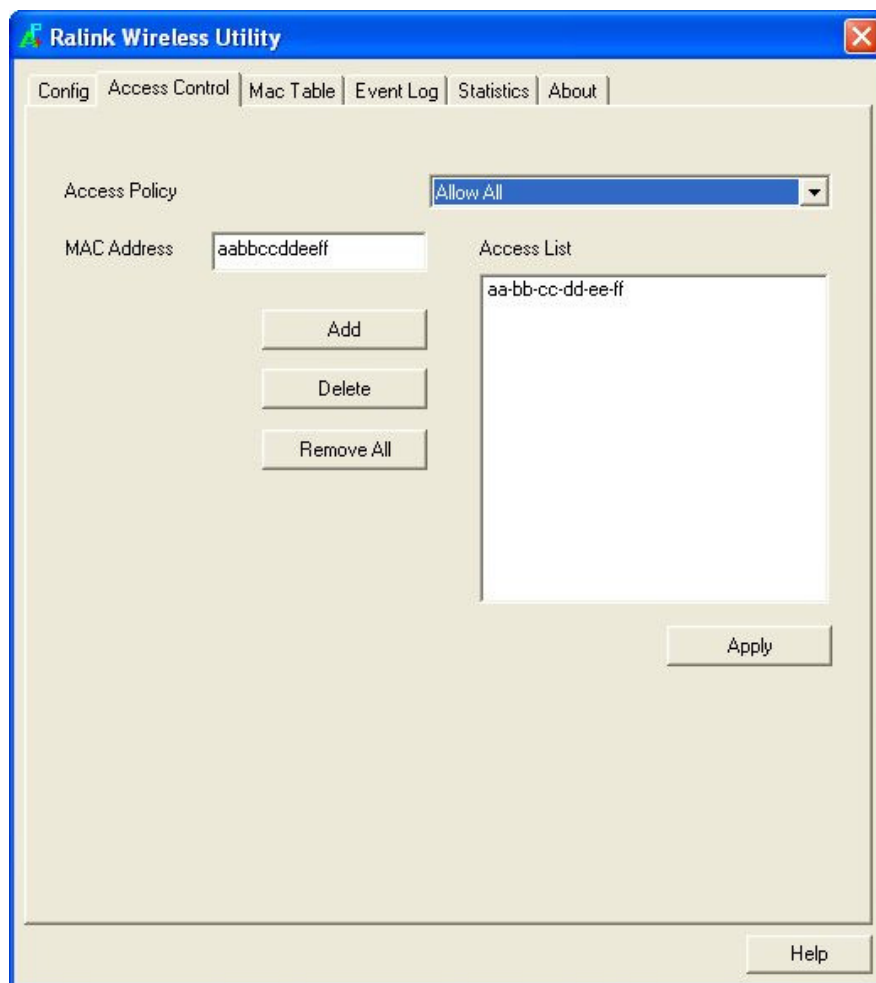 Ralink Wireless Utility
Config Access Control Mac Table Event Log Statistics About
Access Policy Allow All
MAC Address aabbccddeeff Access List
aa-bb-cc-dd-ee-ff
Add
Delete
Remove All
Apply
Help